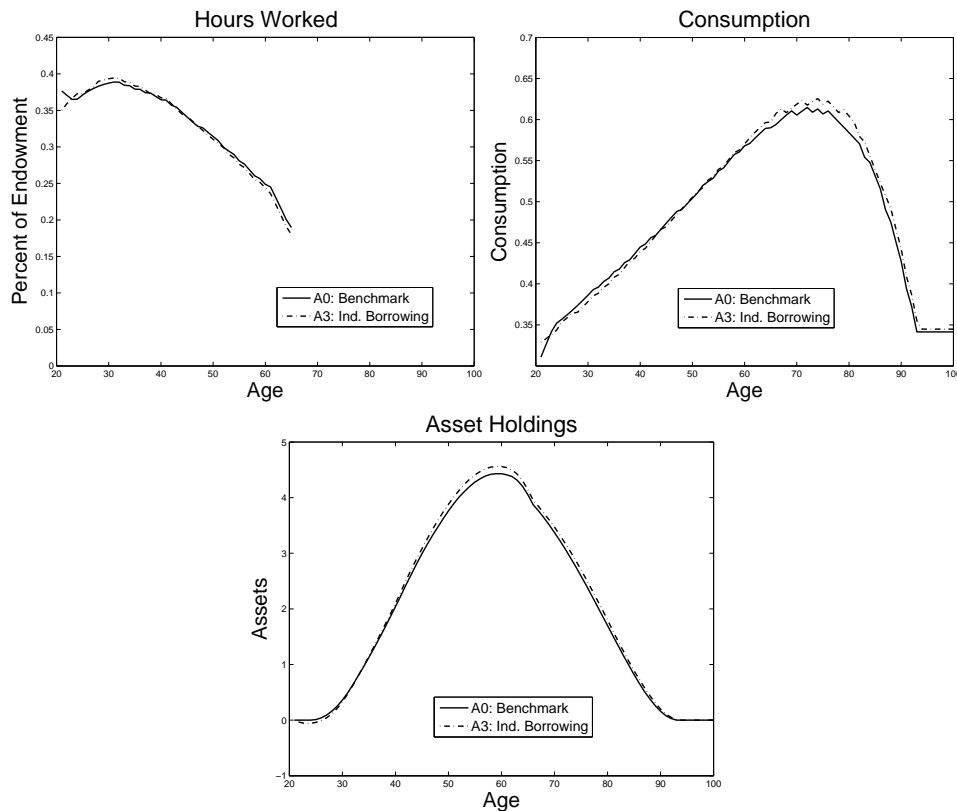 Hours Worked
Percent of Endowment
0.45
0.4
0.35
0.3
0.25
0.2
0.15
0.1
0.05
0
20 30 40 50 60 70 80 90 100
Age
A0: Benchmark
A3: Ind. Borrowing
Consumption
Consumption
0.7
0.65
0.6
0.55
0.5
0.45
0.4
0.35
20 30 40 50 60 70 80 90 100
Age
A0: Benchmark
A3: Ind. Borrowing
Asset Holdings
Assets
5
4
3
2
1
0
−1
20 30 40 50 60 70 80 90 100
Age
A0: Benchmark
A3: Ind. Borrowing